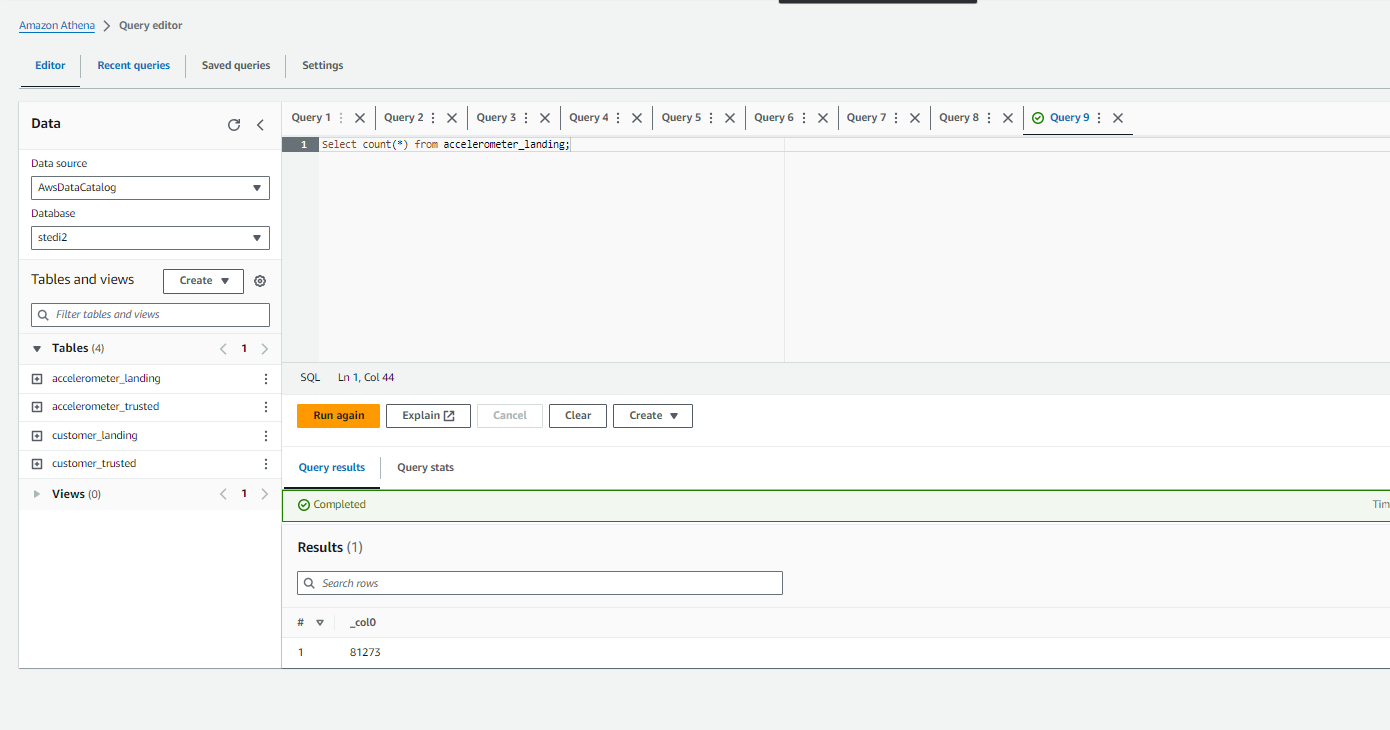 Amazon Athena > Query editor
Editor Recent queries Saved queries Settings
Data
Data source
AwsDataCatalog
Database
stedi2
Tables and views Create
Filter tables and views
Tables (4) < 1 >
accelerometer_landing
accelerometer_trusted
customer_landing
customer_trusted
Views (0) < 1 >
Query 1 Query 2 Query 3 Query 4 Query 5 Query 6 Query 7 Query 8 Query 9
1 Select count(*) from accelerometer_landing;
SQL Ln 1, Col 44
Run again Explain Cancel Clear Create
Query results Query stats
Completed Tim
Results (1)
Search rows
# _col0
1 81273